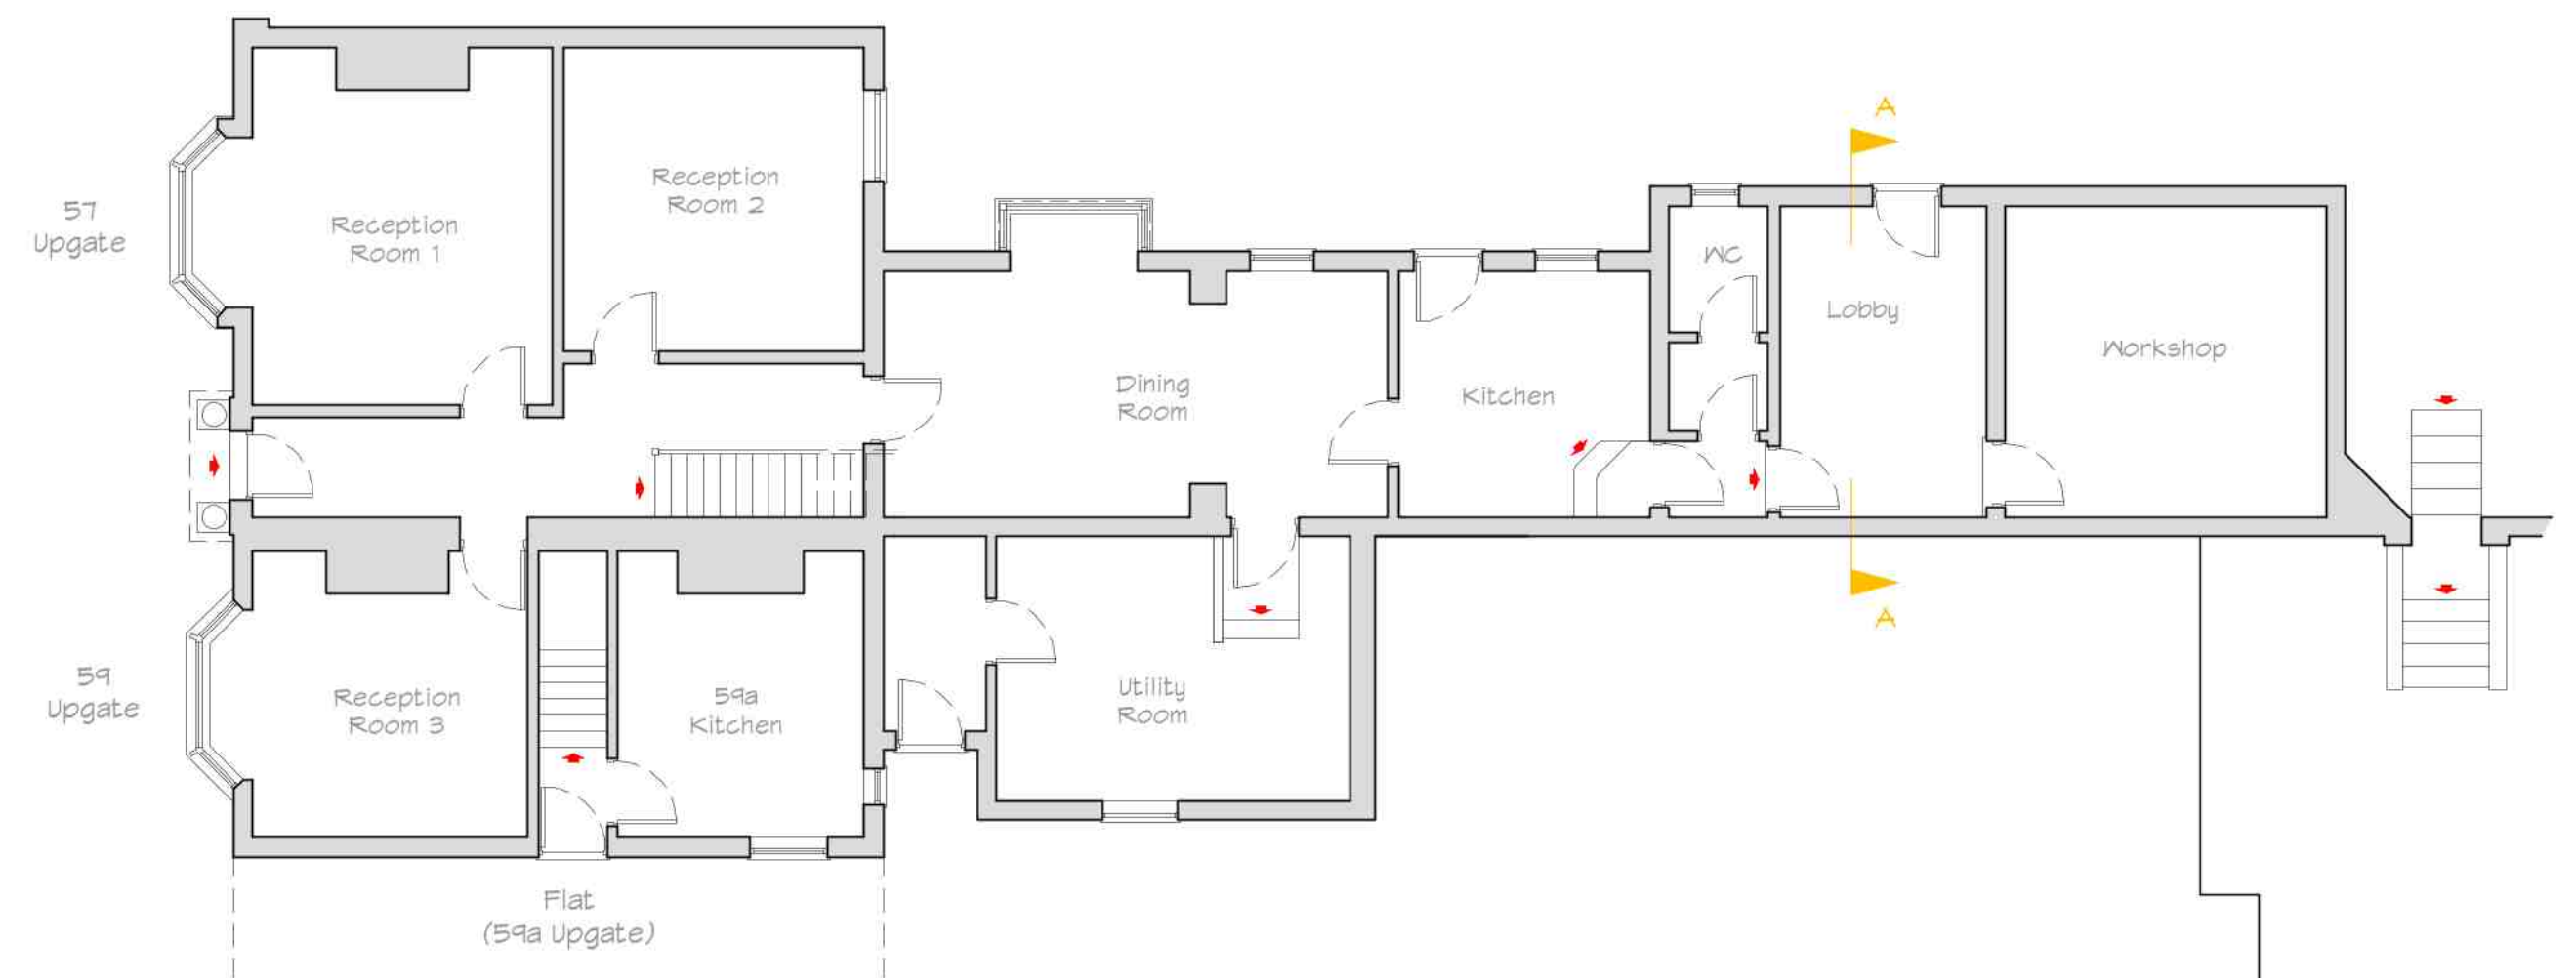 A
57
Upgate
Reception
Room 1
Reception
Room 2
WC
Lobby
Workshop
Dining
Room
Kitchen
A
59
Upgate
Reception
Room 3
59a
Kitchen
Utility
Room
Flat
(59a Upgate)